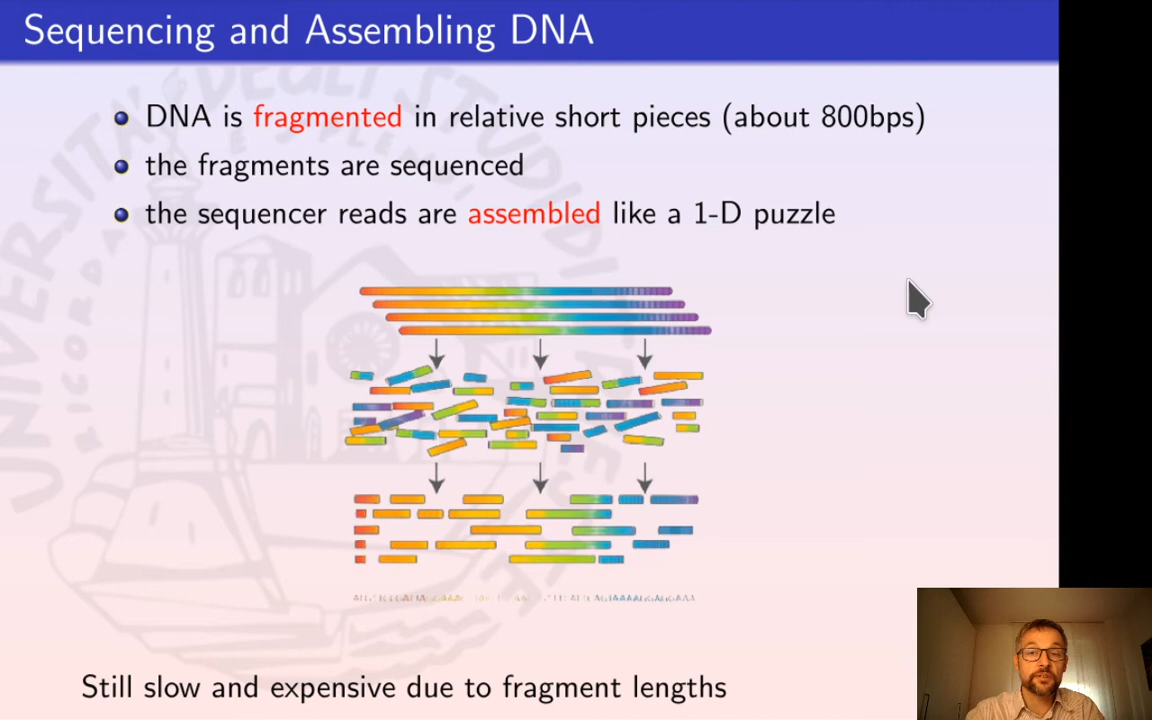 Sequencing and Assembling DNA
DNA is fragmented in relative short pieces (about 800bps)
the fragments are sequenced
the sequencer reads are assembled like a 1-D puzzle
Still slow and expensive due to fragment lengths